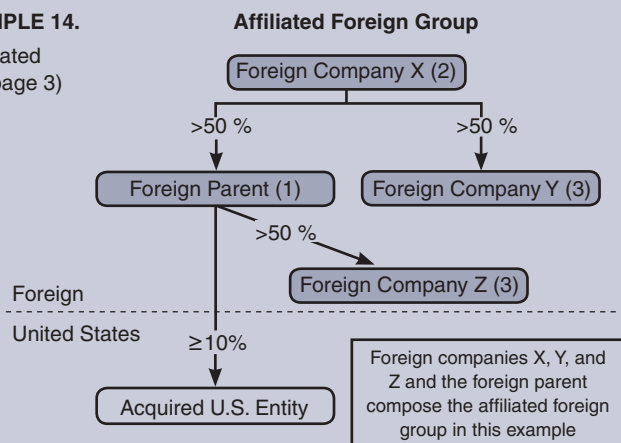 PLE 14.
Affiliated Foreign Group
ated
page 3)
Foreign Company X (2)
>50 %
>50 %
Foreign Parent (1)
Foreign Company Y (3)
>50 %
Foreign Company Z (3)
Foreign
United States
≥10%
Acquired U.S. Entity
Foreign companies X, Y, and
Z and the foreign parent
compose the affiliated foreign
group in this example